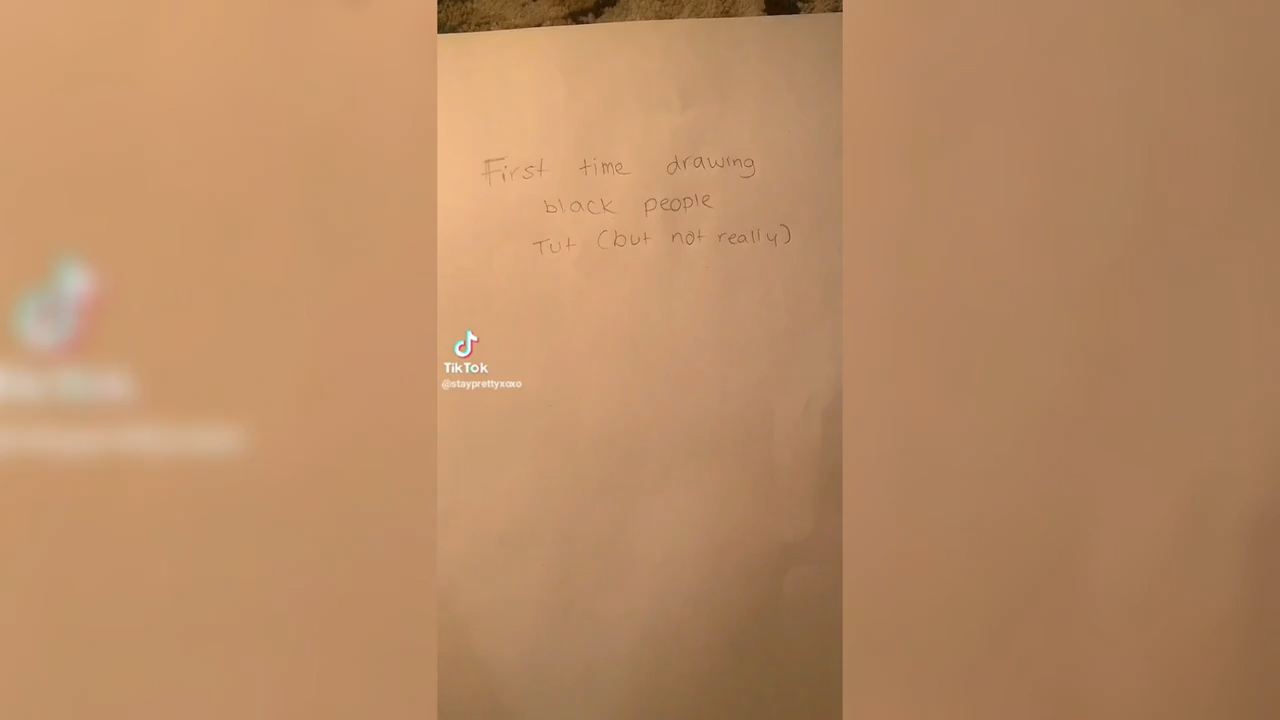 First time drawing
black people
Tut (but not really)
TikTok
@stayprettyxoxo